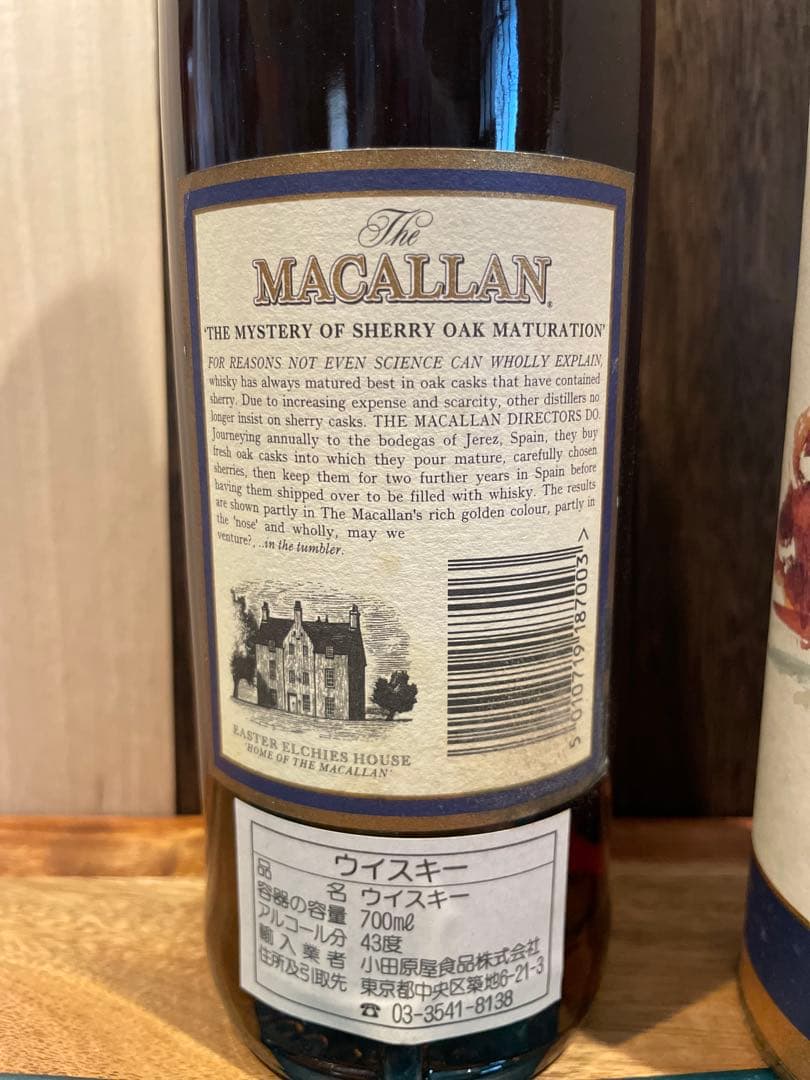 The
MACALLAN®
'THE MYSTERY OF SHERRY OAK MATURATION'
FOR REASONS NOT EVEN SCIENCE CAN WHOLLY EXPLAIN,
whisky has always matured best in oak casks that have contained
sherry. Due to increasing expense and scarcity, other distillers no
longer insist on sherry casks. THE MACALLAN DIRECTORS DO.
Journeying annually to the bodegas of Jerez, Spain, they buy
fresh oak casks into which they pour mature, carefully chosen
sherries, then keep them for two further years in Spain before
having them shipped over to be filled with whisky. The results
are shown partly in The Macallan's rich golden colour, partly in
the 'nose' and wholly, may we
venture?, ..in the tumbler.
EASTER ELCHIES HOUSE
'HOME OF THE MACALLAN'
5 010719 187003 >
ウイスキー
品名 ウイスキー
容器の容量 700㎖
アルコール分 43度
輸入業者 小田原屋食品株式会社
住所及引取先 東京都中央区築地6-21-3
☎ 03-3541-8138